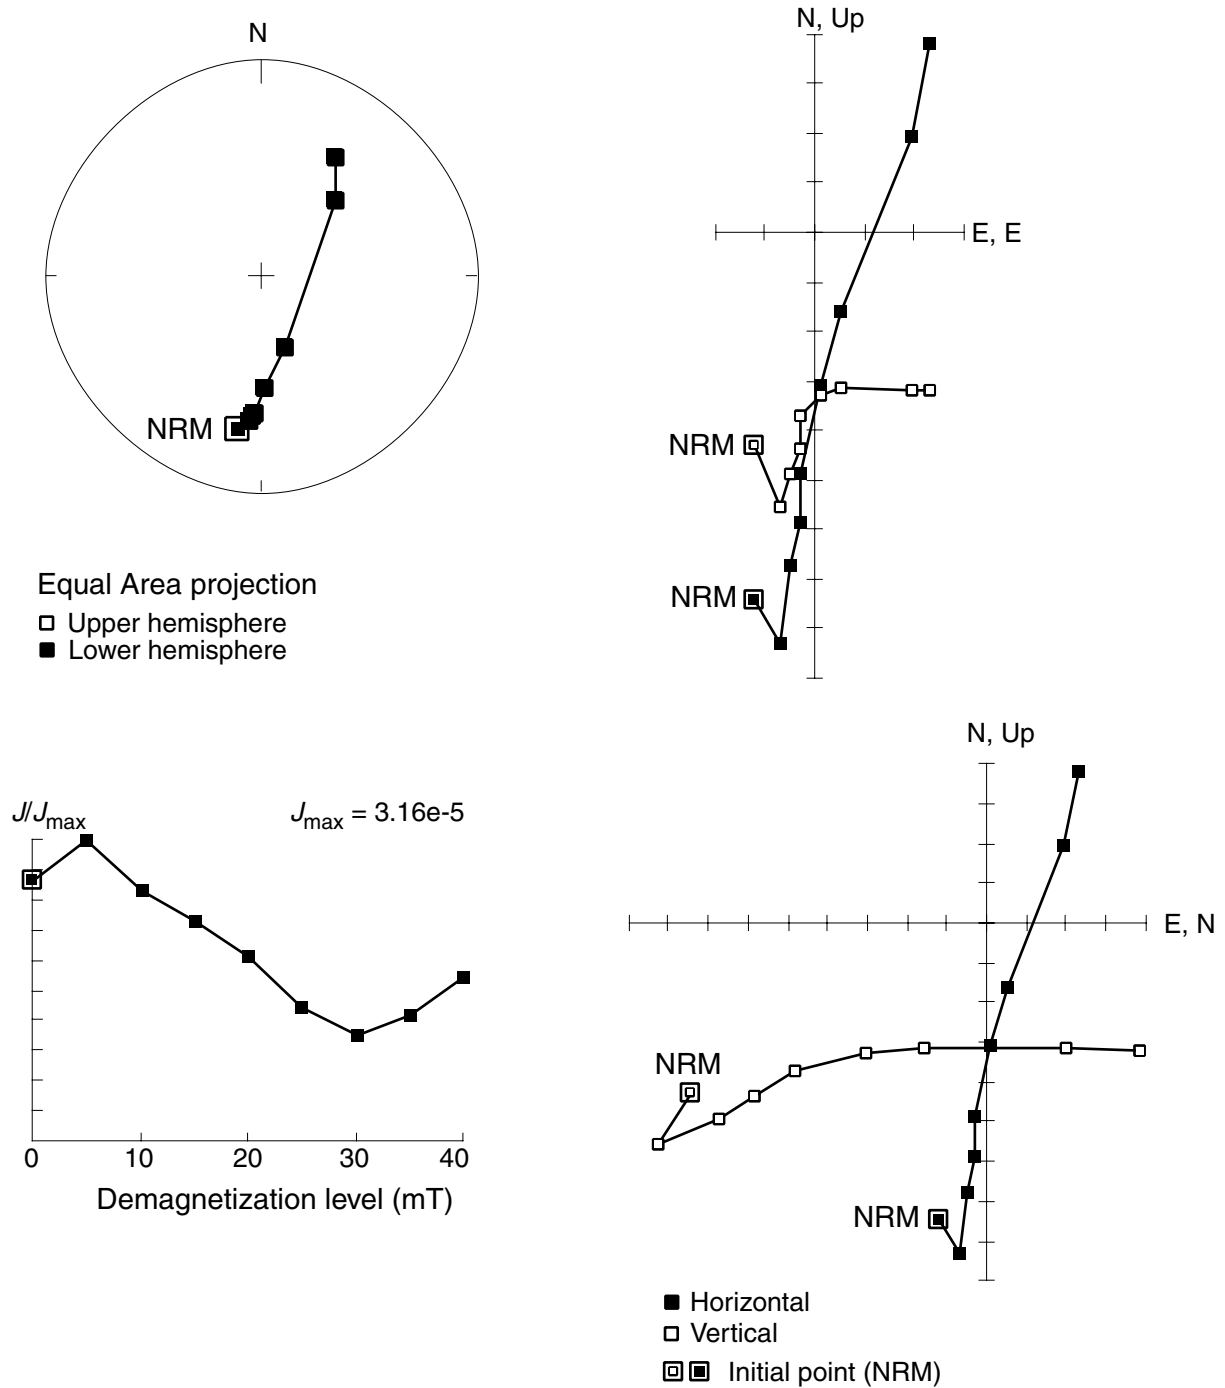 N
NRM
Equal Area projection
Upper hemisphere
Lower hemisphere
N, Up
E, E
NRM
NRM
J/Jmax
Jmax = 3.16e-5
0 10 20 30 40
Demagnetization level (mT)
N, Up
E, N
NRM
NRM
Horizontal
Vertical
Initial point (NRM)